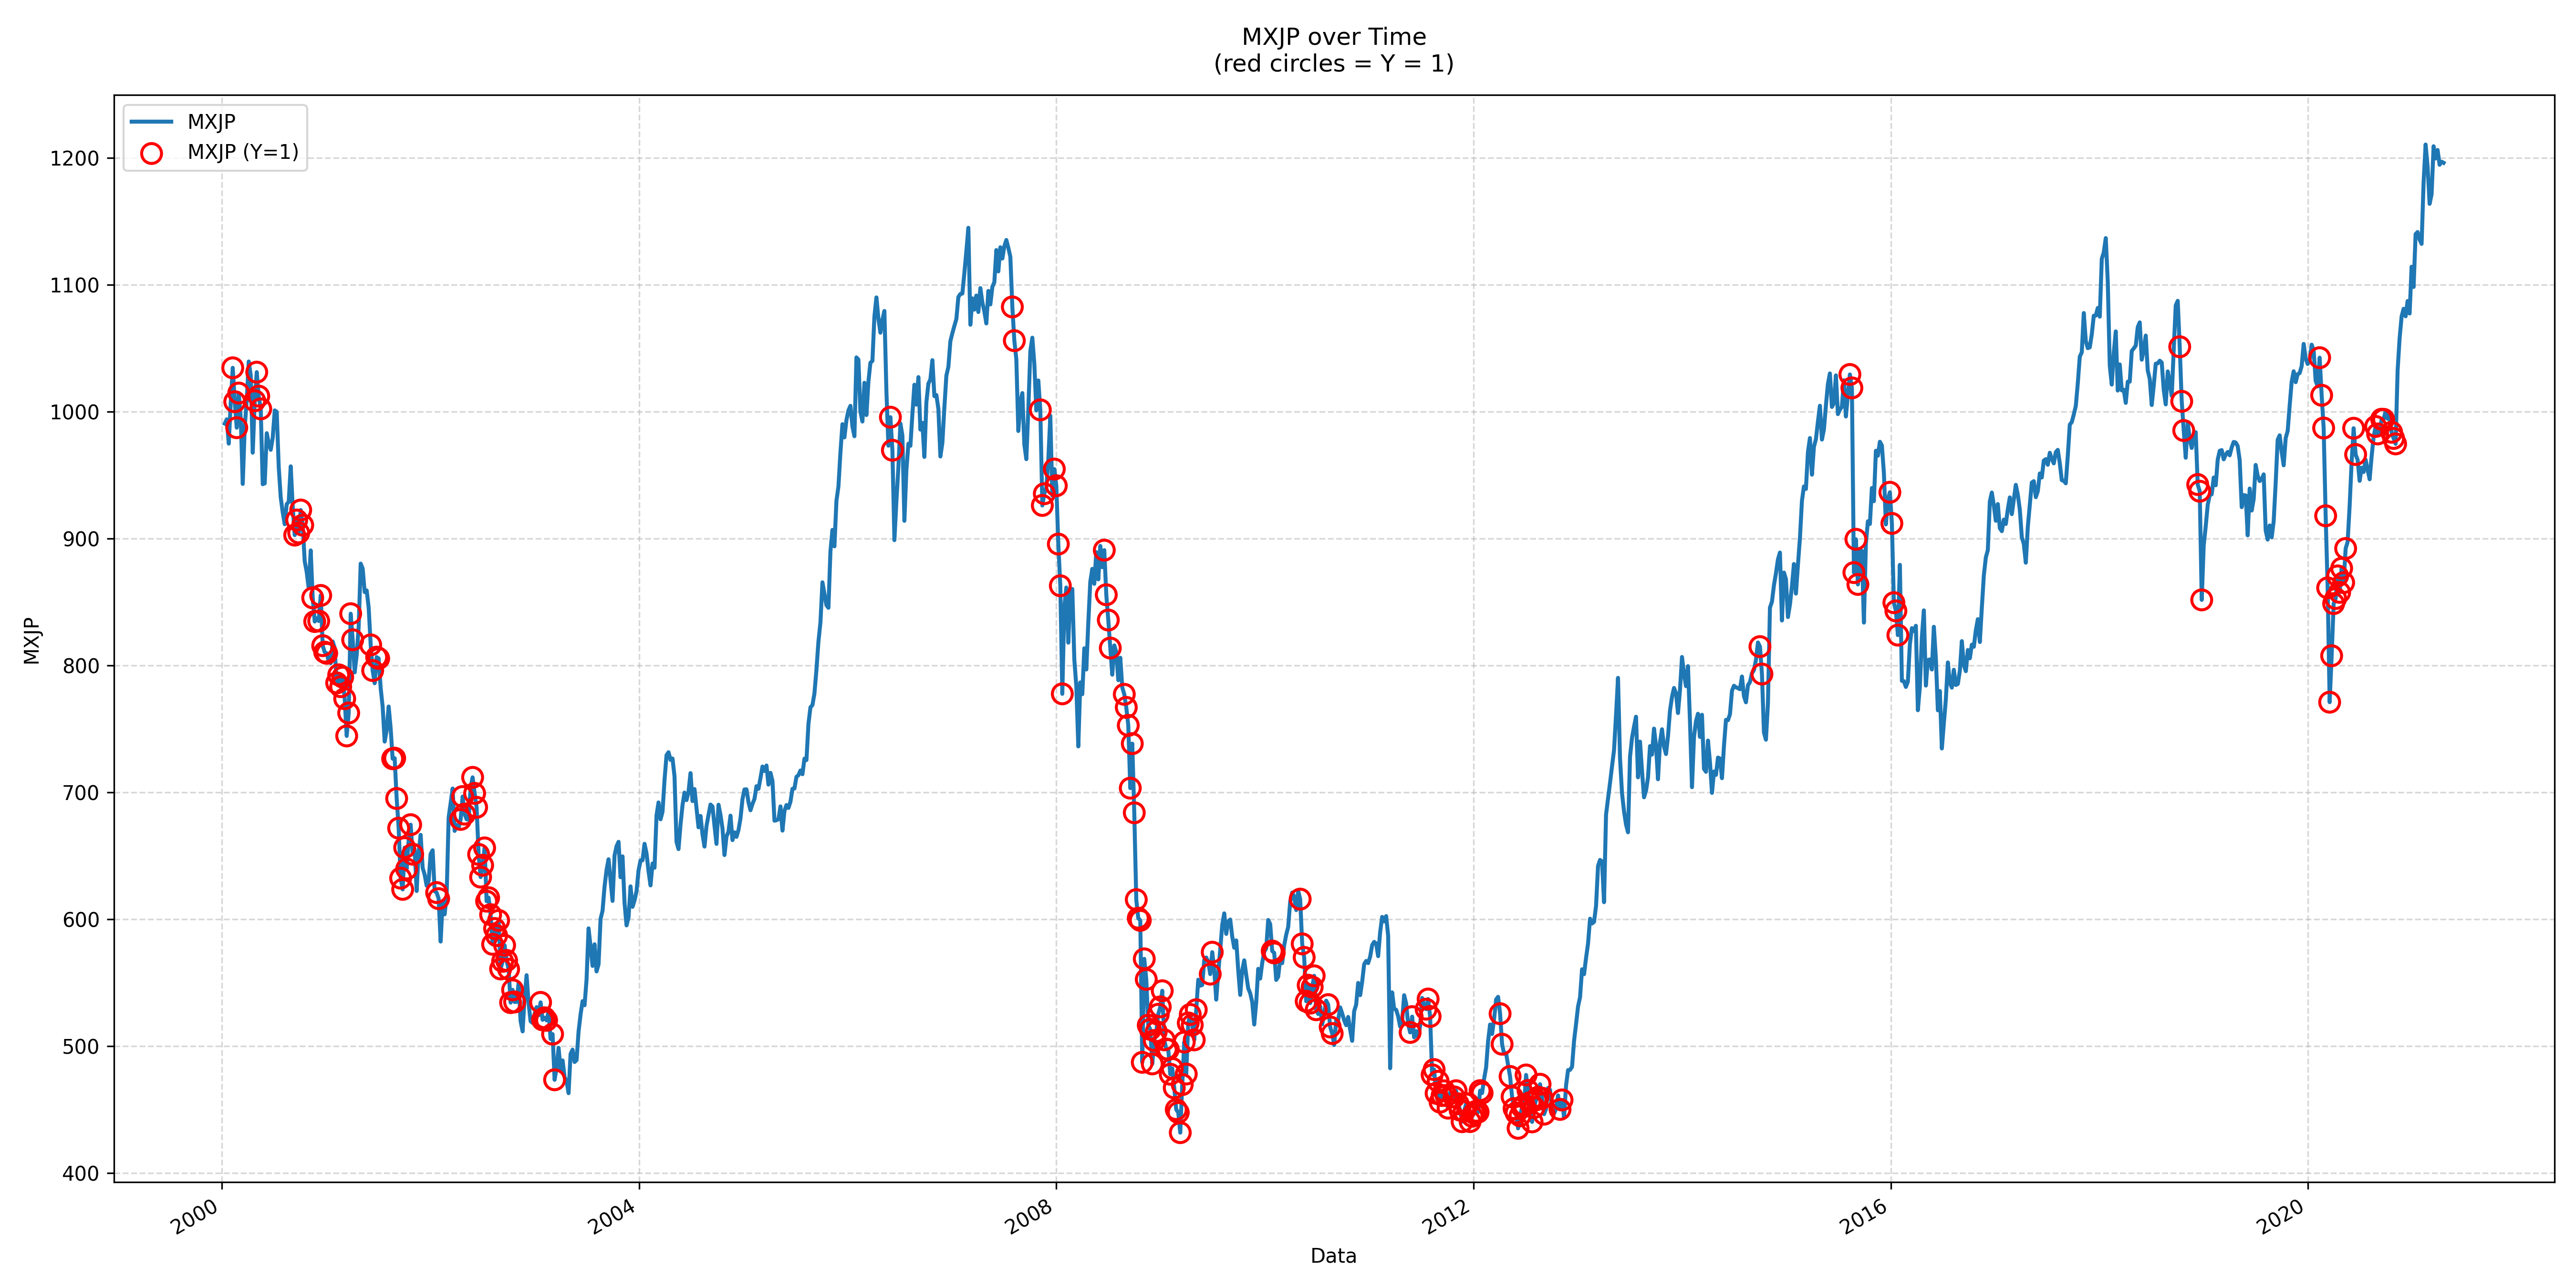 MXJP over Time
(red circles = Y = 1)
MXJP
MXJP (Y=1)
1200
1100
1000
900
800
700
600
500
400
MXJP
2000
2004
2008
2012
2016
2020
Data